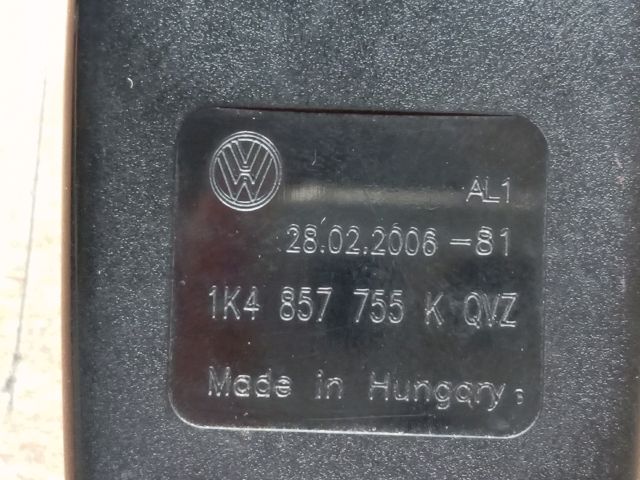 AL1
28.02.2006 -81
1K4 857 755 K QVZ
Made in Hungary